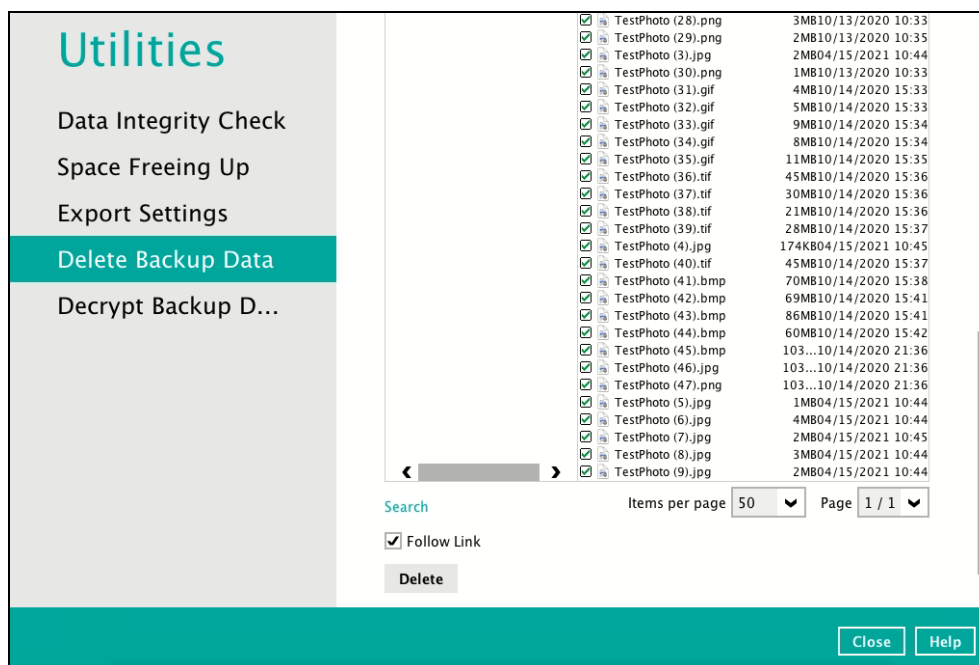 Utilities
Data Integrity Check
Space Freeing Up
Export Settings
Delete Backup Data
Decrypt Backup D...
TestPhoto (28).png 3MB10/13/2020 10:33
TestPhoto (29).png 2MB10/13/2020 10:35
TestPhoto (3).jpg 2MB04/15/2021 10:44
TestPhoto (30).png 1MB10/13/2020 10:33
TestPhoto (31).gif 4MB10/14/2020 15:33
TestPhoto (32).gif 5MB10/14/2020 15:33
TestPhoto (33).gif 9MB10/14/2020 15:34
TestPhoto (34).gif 8MB10/14/2020 15:34
TestPhoto (35).gif 11MB10/14/2020 15:35
TestPhoto (36).tif 45MB10/14/2020 15:36
TestPhoto (37).tif 30MB10/14/2020 15:36
TestPhoto (38).tif 21MB10/14/2020 15:36
TestPhoto (39).tif 28MB10/14/2020 15:37
TestPhoto (4).jpg 174KB04/15/2021 10:45
TestPhoto (40).tif 45MB10/14/2020 15:37
TestPhoto (41).bmp 70MB10/14/2020 15:38
TestPhoto (42).bmp 69MB10/14/2020 15:41
TestPhoto (43).bmp 86MB10/14/2020 15:41
TestPhoto (44).bmp 60MB10/14/2020 15:42
TestPhoto (45).bmp 103...10/14/2020 21:36
TestPhoto (46).jpg 103...10/14/2020 21:36
TestPhoto (47).png 103...10/14/2020 21:36
TestPhoto (5).jpg 1MB04/15/2021 10:44
TestPhoto (6).jpg 4MB04/15/2021 10:44
TestPhoto (7).jpg 2MB04/15/2021 10:45
TestPhoto (8).jpg 3MB04/15/2021 10:44
TestPhoto (9).jpg 2MB04/15/2021 10:44
Search
Items per page 50 Page 1 / 1
Follow Link
Delete
Close Help